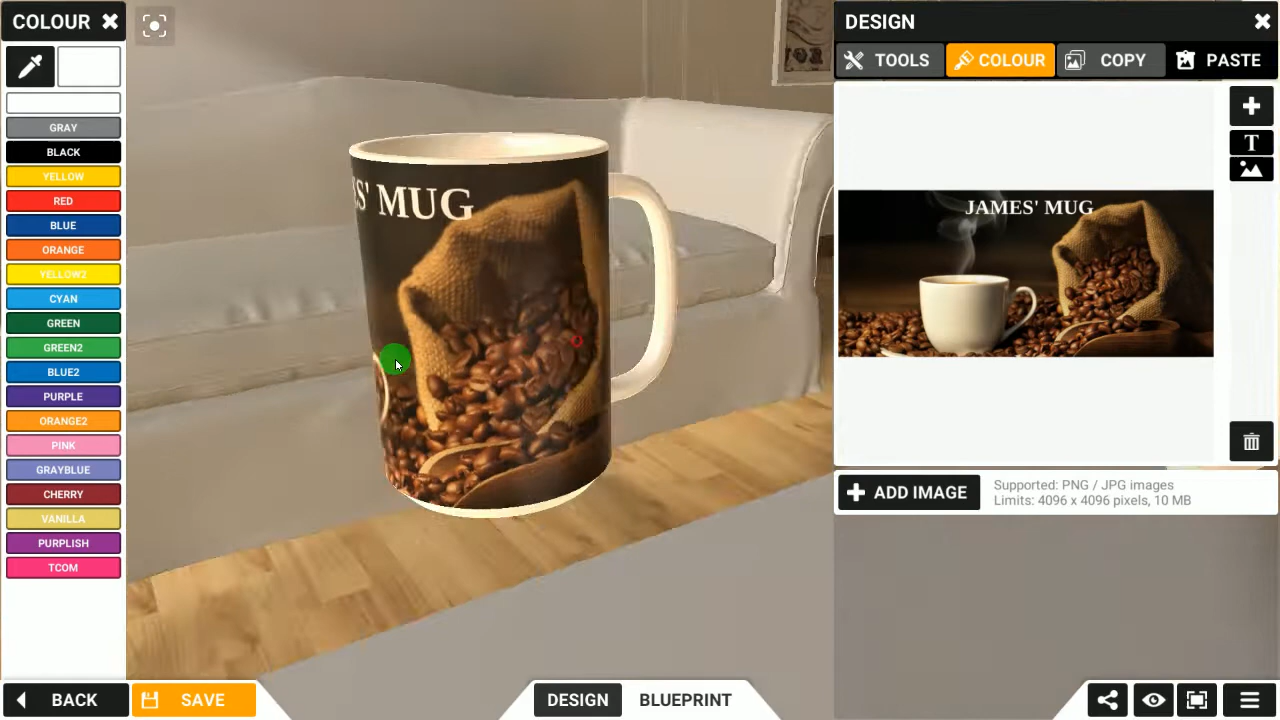 COLOUR
GRAY
BLACK
YELLOW
RED
BLUE
ORANGE
YELLOW2
CYAN
GREEN
GREEN2
BLUE2
PURPLE
ORANGE2
PINK
GRAYBLUE
CHERRY
VANILLA
PURPLISH
TCOM
BACK
SAVE
S' MUG
DESIGN
BLUEPRINT
DESIGN
TOOLS
COLOUR
COPY
PASTE
T
JAMES' MUG
ADD IMAGE
Supported: PNG / JPG images
Limits: 4096 x 4096 pixels, 10 MB